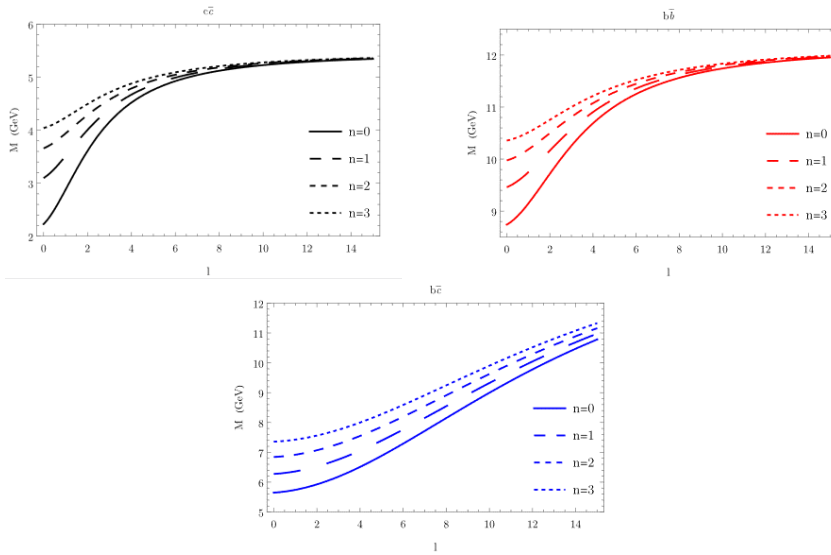 cc̄
6
5
4
3
2
M (GeV)
0 2 4 6 8 10 12 14
l
n=0
n=1
n=2
n=3
bb̄
12
11
10
9
M (GeV)
0 2 4 6 8 10 12 14
l
n=0
n=1
n=2
n=3
bc̄
12
11
10
9
8
7
6
5
M (GeV)
0 2 4 6 8 10 12 14
l
n=0
n=1
n=2
n=3